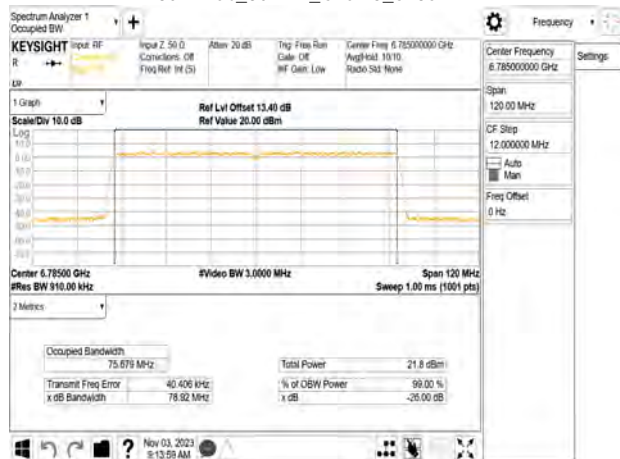 Spectrum Analyzer 1
Occupied BW
Frequency
KEYSIGHT
Input: RF
R
Input Z: 50 Ω
Corrections: Off
Freq Ref: Int (S)
Atten: 20 dB
Trig: Free Run
Gate: Off
#IF Gain: Low
Center Freq: 6.785000000 GHz
Avg|Hold: 10/10
Radio Std: None
Center Frequency
6.785000000 GHz
Settings
Span
120.00 MHz
CF Step
12.000000 MHz
Auto
Man
Freq Offset
0 Hz
1 Graph
Scale/Div 10.0 dB
Ref Lvl Offset 13.40 dB
Ref Value 20.00 dBm
Log
Center 6.78500 GHz
#Res BW 910.00 kHz
#Video BW 3.0000 MHz
Span 120 MHz
Sweep 1.00 ms (1001 pts)
2 Metrics
Occupied Bandwidth
75.679 MHz
Total Power
21.8 dBm
Transmit Freq Error
40.406 kHz
% of OBW Power
99.00 %
x dB Bandwidth
78.92 MHz
x dB
-26.00 dB
?
Nov 03, 2023
9:13:59 AM